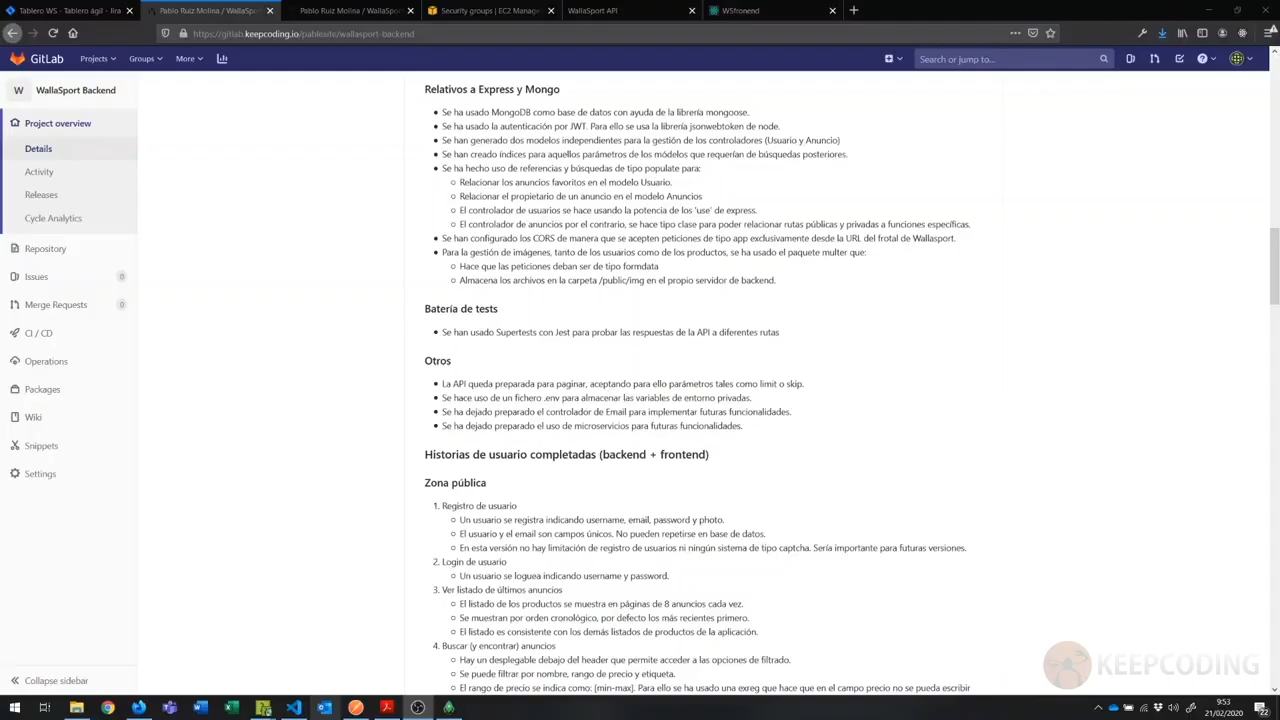 Tablero WS - Tablero ágil - Jira
Pablo Ruiz Molina / WallaSpor
Pablo Ruiz Molina / WallaSport
Security groups | EC2 Manage
WallaSport API
WSfronend
https://gitlab.keepcoding.io/pableite/wallasport-backend
GitLab
Projects
Groups
More
Search or jump to...
W
WallaSport Backend
Project overview
Details
Activity
Releases
Cycle Analytics
Repository
Issues
0
Merge Requests
0
CI / CD
Operations
Packages
Wiki
Snippets
Settings
Collapse sidebar
Relativos a Express y Mongo
Se ha usado MongoDB como base de datos con ayuda de la librería mongoose.
Se ha usado la autenticación por JWT. Para ello se usa la librería jsonwebtoken de node.
Se han generado dos modelos independientes para la gestión de los controladores (Usuario y Anuncio)
Se han creado índices para aquellos parámetros de los módelos que requerían de búsquedas posteriores.
Se ha hecho uso de referencias y búsquedas de tipo populate para:
Relacionar los anuncios favoritos en el modelo Usuario.
Relacionar el propietario de un anuncio en el modelo Anuncios
El controlador de usuarios se hace usando la potencia de los 'use' de express.
El controlador de anuncios por el contrario, se hace tipo clase para poder relacionar rutas públicas y privadas a funciones específicas.
Se han configurado los CORS de manera que se acepten peticiones de tipo app exclusivamente desde la URL del frotal de Wallasport.
Para la gestión de imágenes, tanto de los usuarios como de los productos, se ha usado el paquete multer que:
Hace que las peticiones deban ser de tipo formdata
Almacena los archivos en la carpeta /public/img en el propio servidor de backend.
Batería de tests
Se han usado Supertests con Jest para probar las respuestas de la API a diferentes rutas
Otros
La API queda preparada para paginar, aceptando para ello parámetros tales como limit o skip.
Se hace uso de un fichero .env para almacenar las variables de entorno privadas.
Se ha dejado preparado el controlador de Email para implementar futuras funcionalidades.
Se ha dejado preparado el uso de microservicios para futuras funcionalidades.
Historias de usuario completadas (backend + frontend)
Zona pública
1. Registro de usuario
Un usuario se registra indicando username, email, password y photo.
El usuario y el email son campos únicos. No pueden repetirse en base de datos.
En esta versión no hay limitación de registro de usuarios ni ningún sistema de tipo captcha. Sería importante para futuras versiones.
2. Login de usuario
Un usuario se loguea indicando username y password.
3. Ver listado de últimos anuncios
El listado de los productos se muestra en páginas de 8 anuncios cada vez.
Se muestran por orden cronológico, por defecto los más recientes primero.
El listado es consistente con los demás listados de productos de la aplicación.
4. Buscar (y encontrar) anuncios
Hay un desplegable debajo del header que permite acceder a las opciones de filtrado.
Se puede filtrar por nombre, rango de precio y etiqueta.
El rango de precio se indica como: [min-max]. Para ello se ha usado una exreg que hace que en el campo precio no se pueda escribir
KEEPCODING
9:53
21/02/2020
22